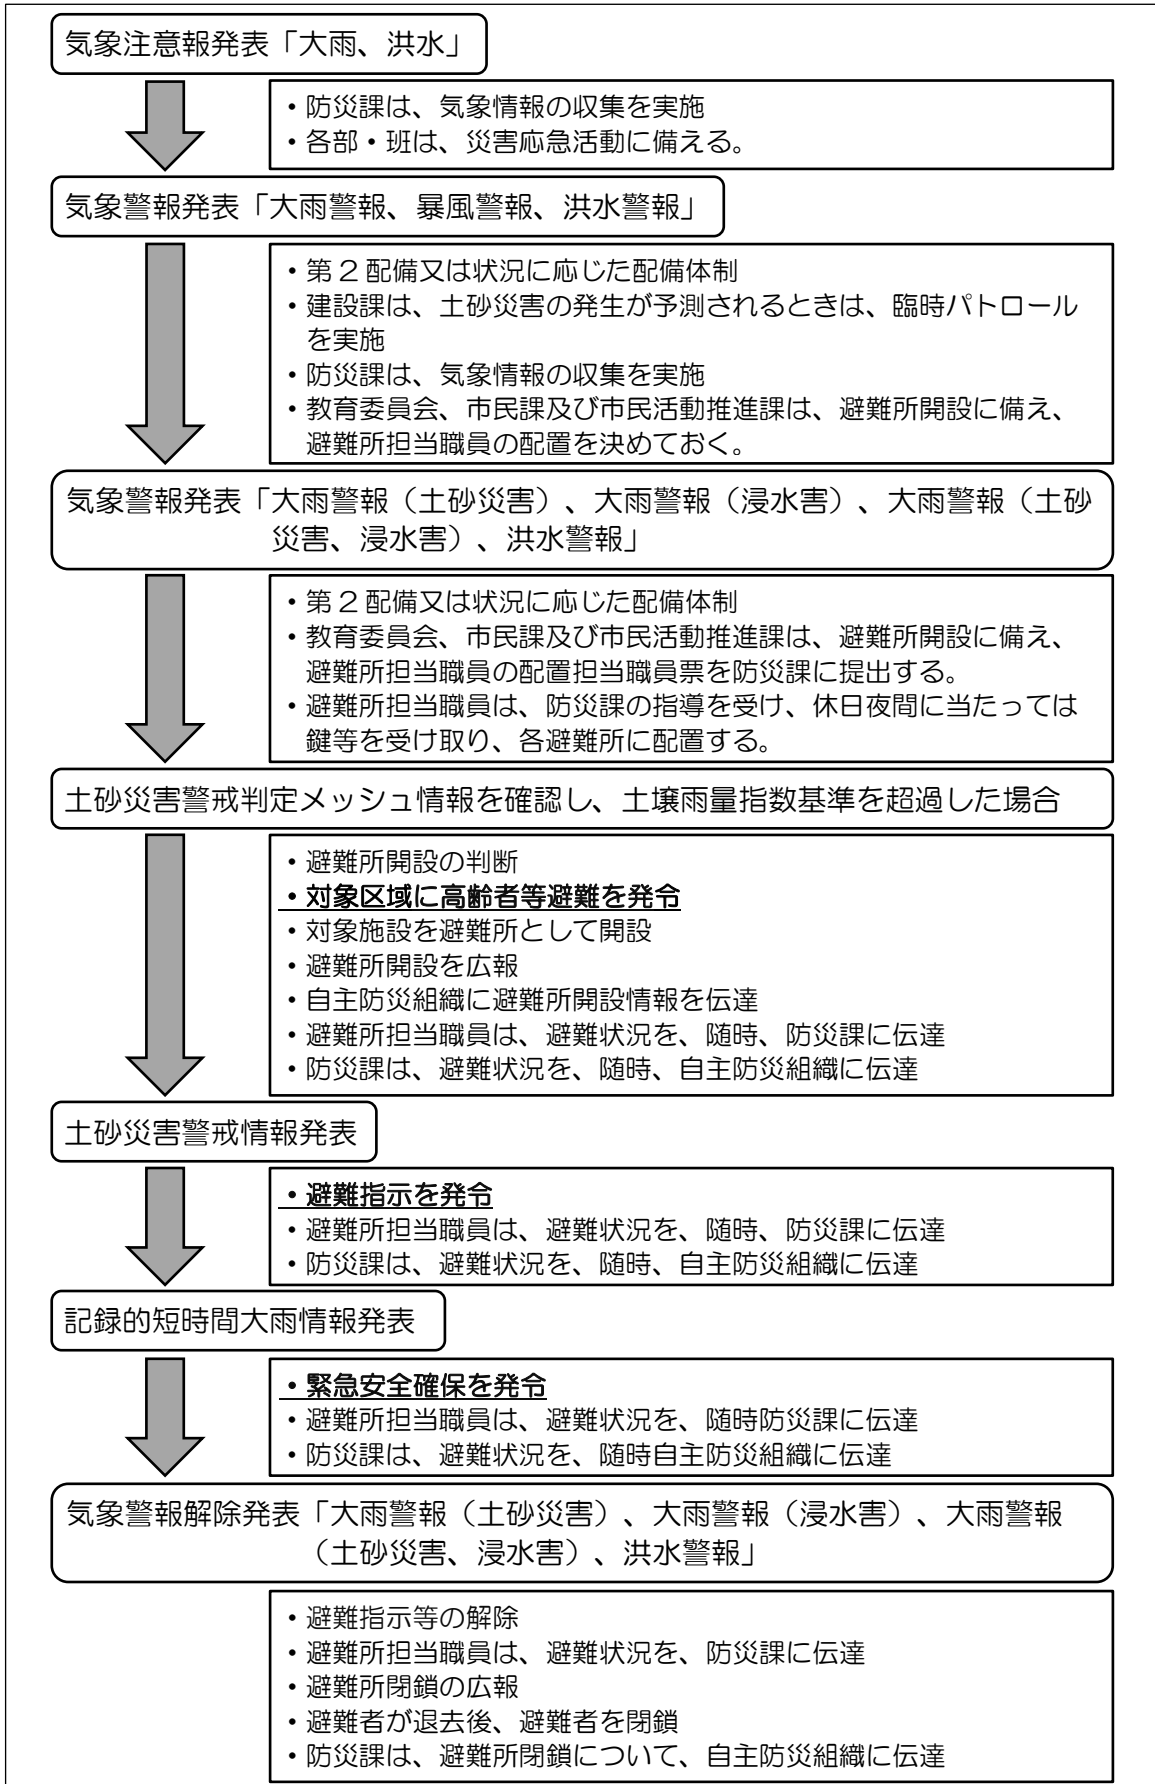 気象注意報発表「大雨、洪水」
・防災課は、気象情報の収集を実施
・各部・班は、災害応急活動に備える。
気象警報発表「大雨警報、暴風警報、洪水警報」
・第２配備又は状況に応じた配備体制
・建設課は、土砂災害の発生が予測されるときは、臨時パトロール
を実施
・防災課は、気象情報の収集を実施
・教育委員会、市民課及び市民活動推進課は、避難所開設に備え、
避難所担当職員の配置を決めておく。
気象警報発表「大雨警報（土砂災害）、大雨警報（浸水害）、大雨警報（土砂
災害、浸水害）、洪水警報」
・第２配備又は状況に応じた配備体制
・教育委員会、市民課及び市民活動推進課は、避難所開設に備え、
避難所担当職員の配置担当職員票を防災課に提出する。
・避難所担当職員は、防災課の指導を受け、休日夜間に当たっては
鍵等を受け取り、各避難所に配置する。
土砂災害警戒判定メッシュ情報を確認し、土壌雨量指数基準を超過した場合
・避難所開設の判断
・対象区域に高齢者等避難を発令
・対象施設を避難所として開設
・避難所開設を広報
・自主防災組織に避難所開設情報を伝達
・避難所担当職員は、避難状況を、随時、防災課に伝達
・防災課は、避難状況を、随時、自主防災組織に伝達
土砂災害警戒情報発表
・避難指示を発令
・避難所担当職員は、避難状況を、随時、防災課に伝達
・防災課は、避難状況を、随時、自主防災組織に伝達
記録的短時間大雨情報発表
・緊急安全確保を発令
・避難所担当職員は、避難状況を、随時防災課に伝達
・防災課は、避難状況を、随時自主防災組織に伝達
気象警報解除発表「大雨警報（土砂災害）、大雨警報（浸水害）、大雨警報
（土砂災害、浸水害）、洪水警報」
・避難指示等の解除
・避難所担当職員は、避難状況を、防災課に伝達
・避難所閉鎖の広報
・避難者が退去後、避難者を閉鎖
・防災課は、避難所閉鎖について、自主防災組織に伝達